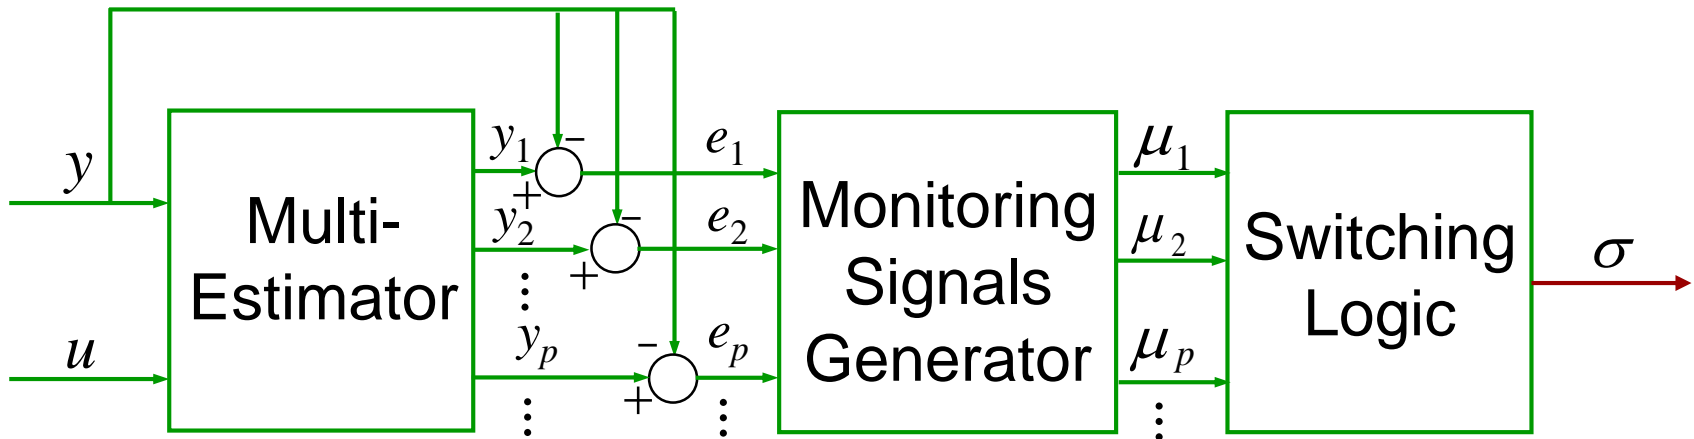 y
u
Multi-
Estimator
y₁
y₂
⋮
yₚ
⋮
-
+
-
+
-
+
e₁
e₂
eₚ
⋮
Monitoring
Signals
Generator
μ₁
μ₂
μₚ
⋮
Switching
Logic
σ